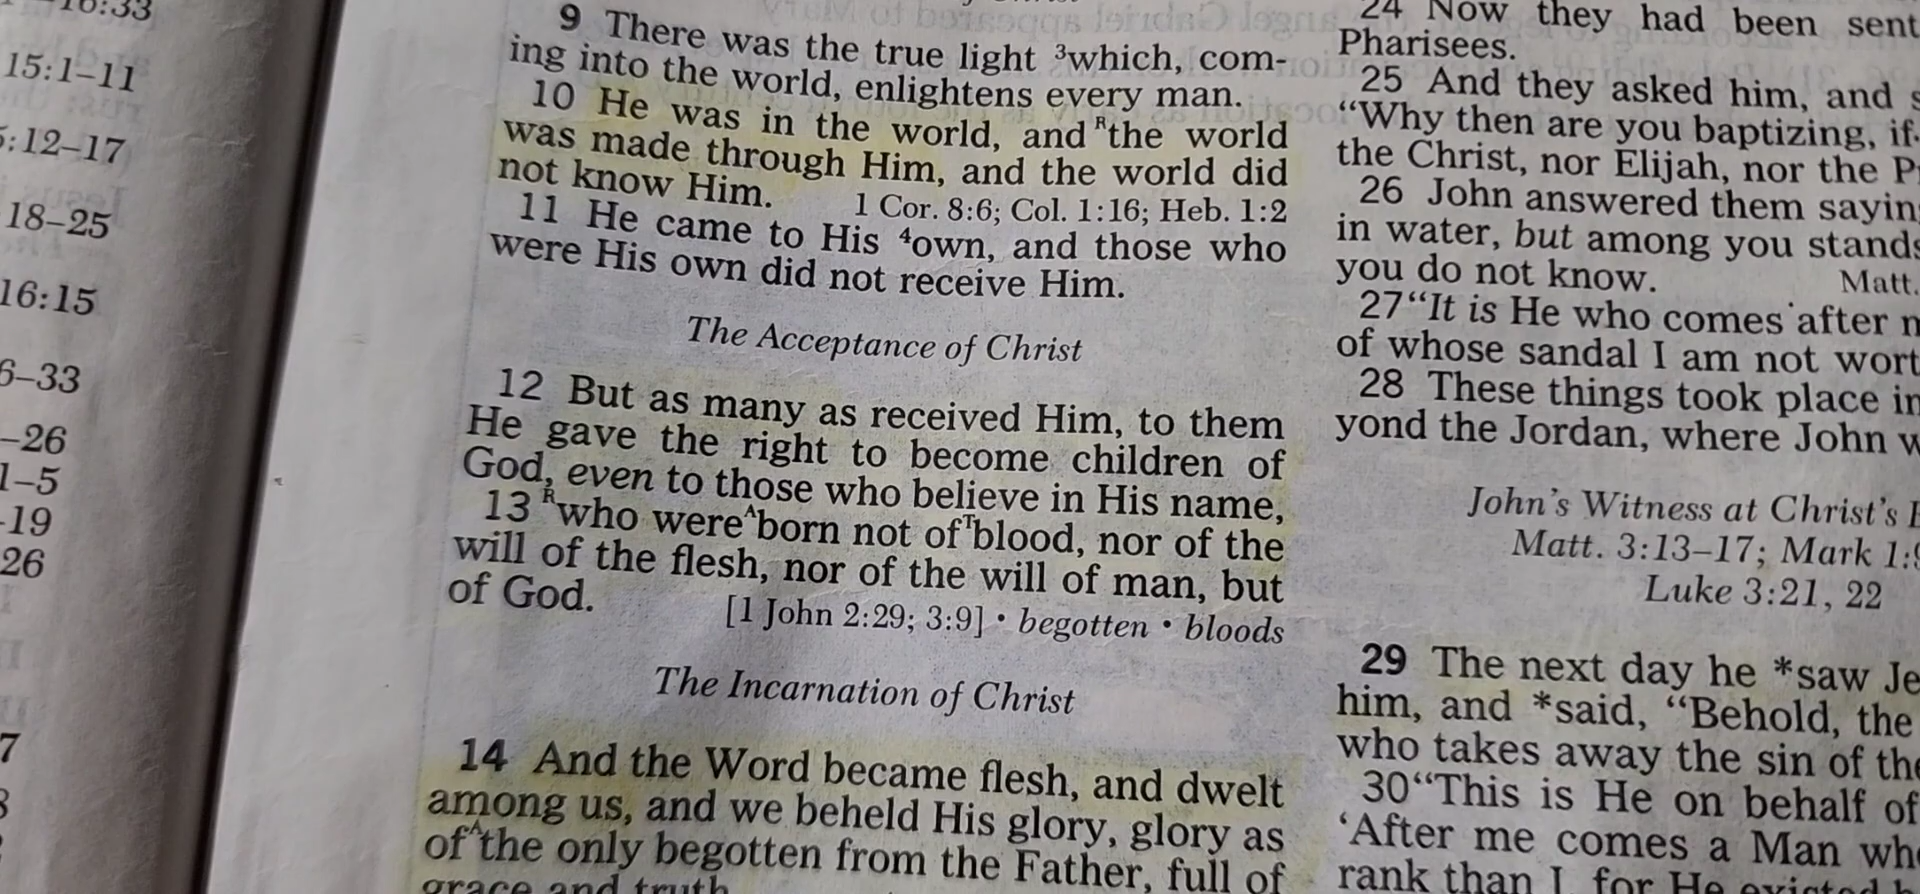 15:1–11
:12–17
18–25
16:15
6–33
–26
1–5
-19
26
7
9 There was the true light ³which, com-
ing into the world, enlightens every man.
10 He was in the world, and ᴿthe world
was made through Him, and the world did
not know Him. 1 Cor. 8:6; Col. 1:16; Heb. 1:2
11 He came to His ⁴own, and those who
were His own did not receive Him.
The Acceptance of Christ
12 But as many as received Him, to them
He gave the right to become children of
God, even to those who believe in His name,
13 ᴿwho were ᴬborn not of ᵀblood, nor of the
will of the flesh, nor of the will of man, but
of God. [1 John 2:29; 3:9] • begotten • bloods
The Incarnation of Christ
14 And the Word became flesh, and dwelt
among us, and we beheld His glory, glory as
of ᴬthe only begotten from the Father, full of
grace and truth
24 Now they had been sent
Pharisees.
25 And they asked him, and
“Why then are you baptizing, if
the Christ, nor Elijah, nor the
26 John answered them
in water, but among you
you do not know. Matt.
27 “It is He who comes after
of whose sandal I am not
28 These things took place
yond the Jordan, where John
John’s Witness at Christ’s
Matt. 3:13–17; Mark
Luke 3:21, 22
29 The next day he *saw
him, and *said, “Behold, the
who takes away the sin of
30 “This is He on behalf of
‘After me comes a Man
rank than I, for He